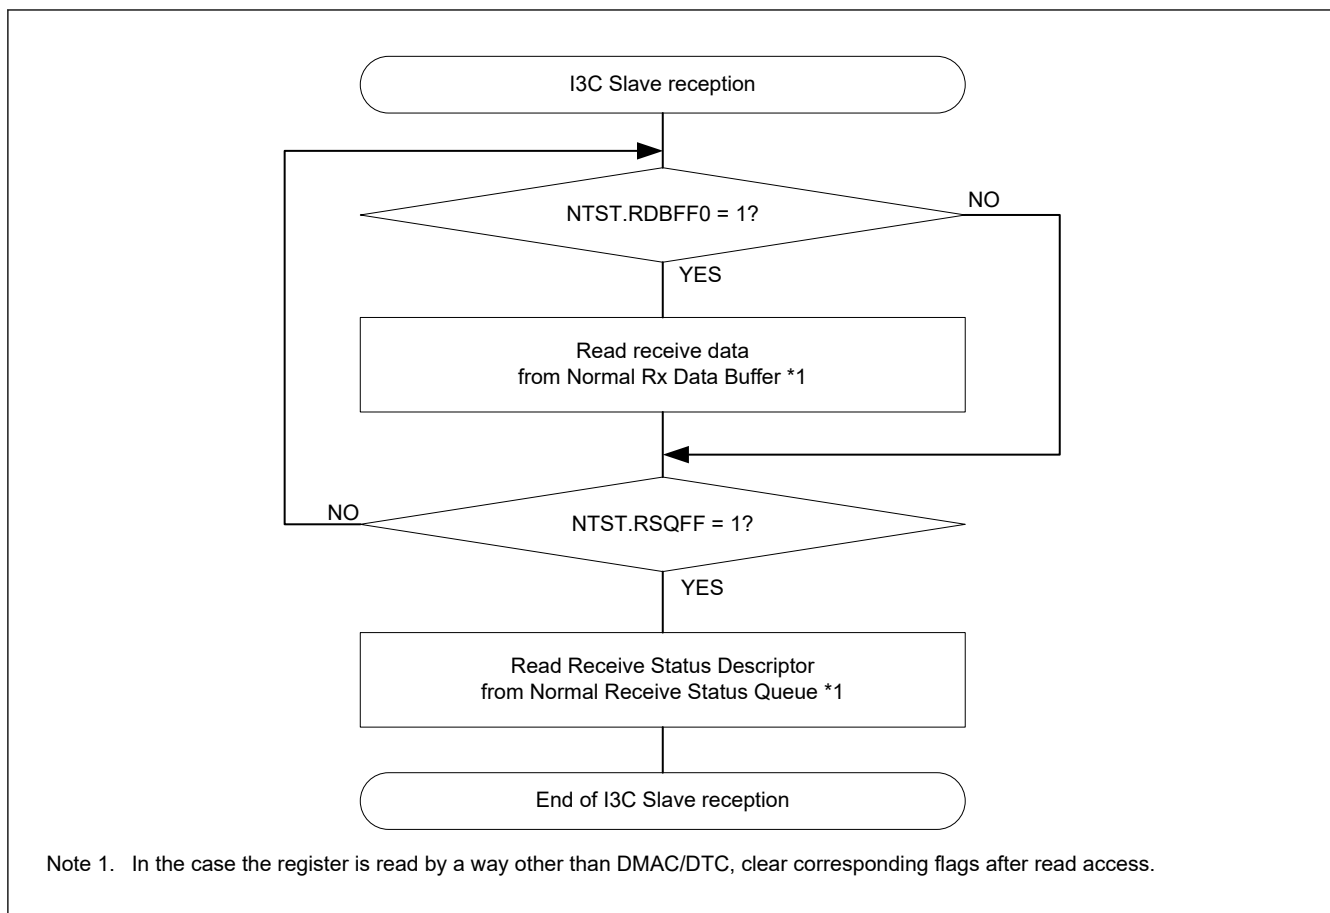 I3C Slave reception
NTST.RDBFF0 = 1?
NO
YES
Read receive data
from Normal Rx Data Buffer *1
NO
NTST.RSQFF = 1?
YES
Read Receive Status Descriptor
from Normal Receive Status Queue *1
End of I3C Slave reception
Note 1. In the case the register is read by a way other than DMAC/DTC, clear corresponding flags after read access.